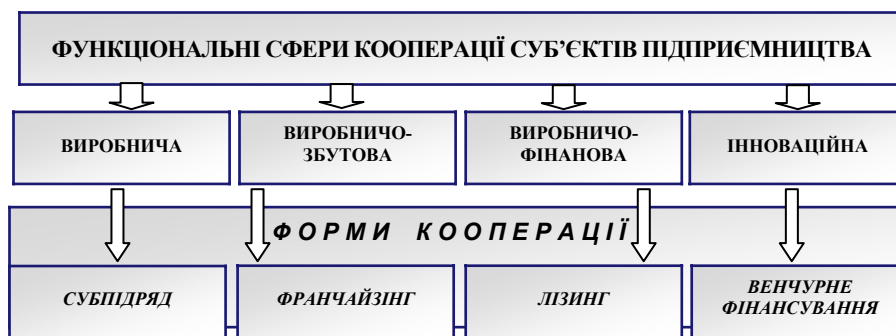 ФУНКЦІОНАЛЬНІ СФЕРИ КООПЕРАЦІЇ СУБ’ЄКТІВ ПІДПРИЄМНИЦТВА
ВИРОБНИЧА
ВИРОБНИЧО-
ЗБУТОВА
ВИРОБНИЧО-
ФІНАНОВА
ІННОВАЦІЙНА
ФОРМИ КООПЕРАЦІЇ
СУБПІДРЯД
ФРАНЧАЙЗІНГ
ЛІЗИНГ
ВЕНЧУРНЕ
ФІНАНСУВАННЯ